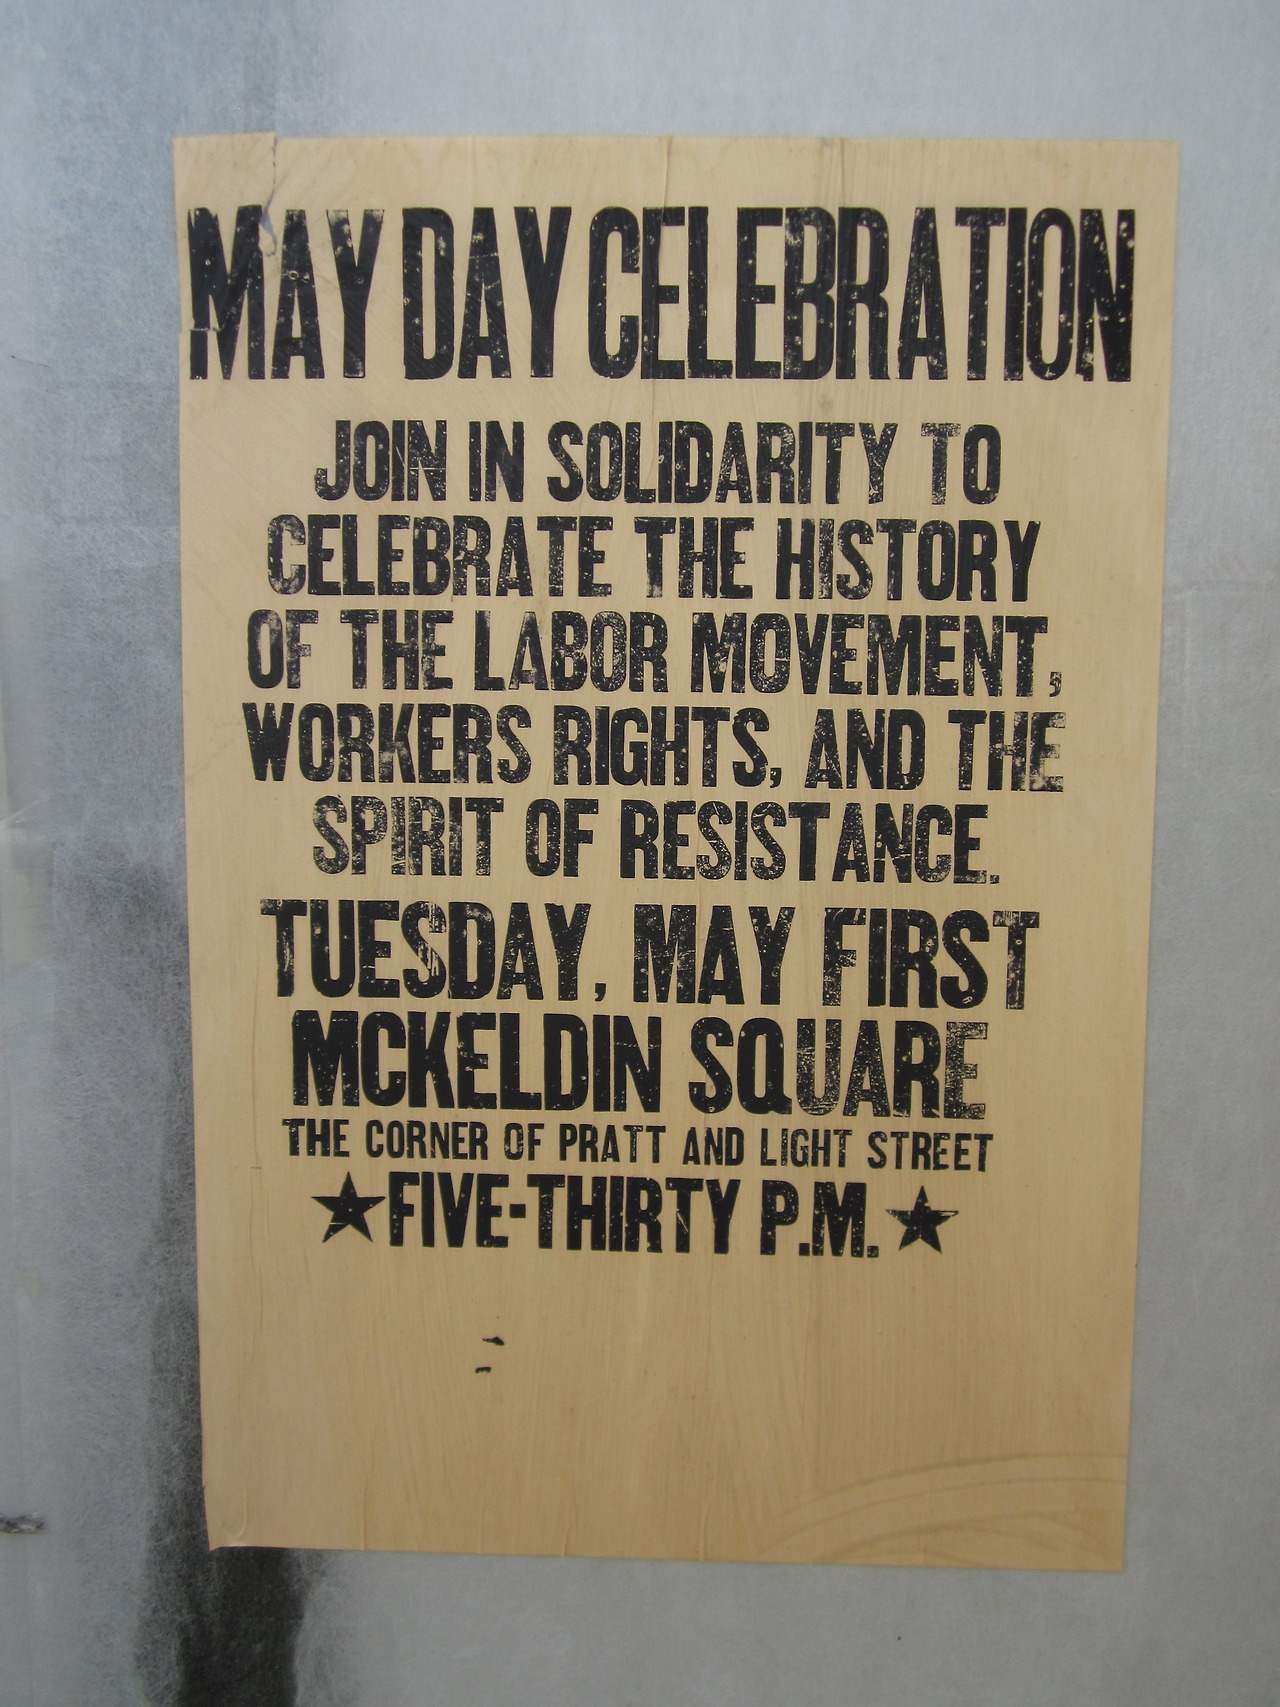 MAY DAY CELEBRATION
JOIN IN SOLIDARITY TO
CELEBRATE THE HISTORY
OF THE LABOR MOVEMENT,
WORKERS RIGHTS, AND THE
SPIRIT OF RESISTANCE.
TUESDAY, MAY FIRST
MCKELDIN SQUARE
THE CORNER OF PRATT AND LIGHT STREET
★FIVE-THIRTY P.M.★